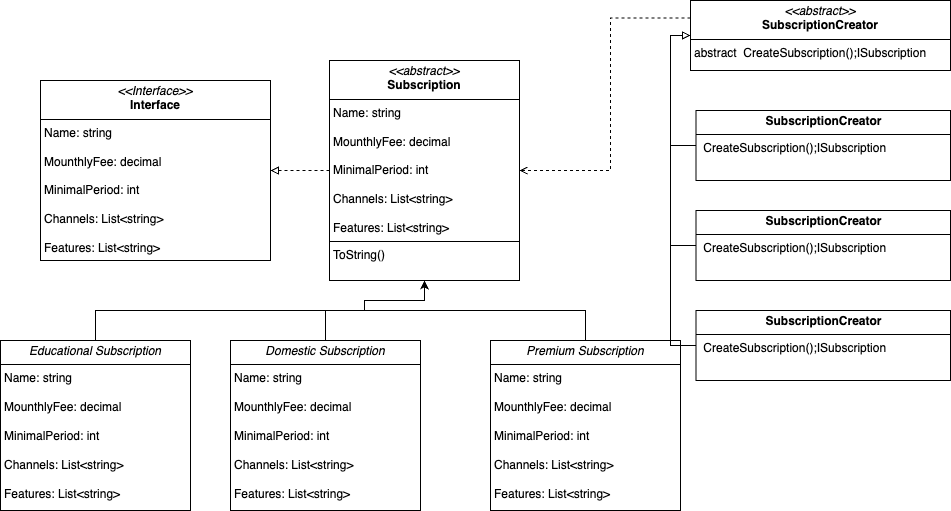 <<abstract>>
SubscriptionCreator
abstract  CreateSubscription();ISubscription
<<Interface>>
Interface
Name: string
MounthlyFee: decimal
MinimalPeriod: int
Channels: List<string>
Features: List<string>
<<abstract>>
Subscription
Name: string
MounthlyFee: decimal
MinimalPeriod: int
Channels: List<string>
Features: List<string>
ToString()
SubscriptionCreator
CreateSubscription();ISubscription
SubscriptionCreator
CreateSubscription();ISubscription
SubscriptionCreator
CreateSubscription();ISubscription
Educational Subscription
Name: string
MounthlyFee: decimal
MinimalPeriod: int
Channels: List<string>
Features: List<string>
Domestic Subscription
Name: string
MounthlyFee: decimal
MinimalPeriod: int
Channels: List<string>
Features: List<string>
Premium Subscription
Name: string
MounthlyFee: decimal
MinimalPeriod: int
Channels: List<string>
Features: List<string>